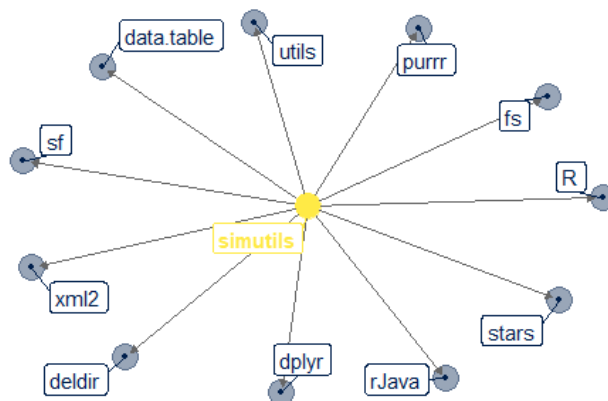 data.table
utils
purrr
fs
sf
R
simutils
xml2
stars
dplyr
deldir
rJava